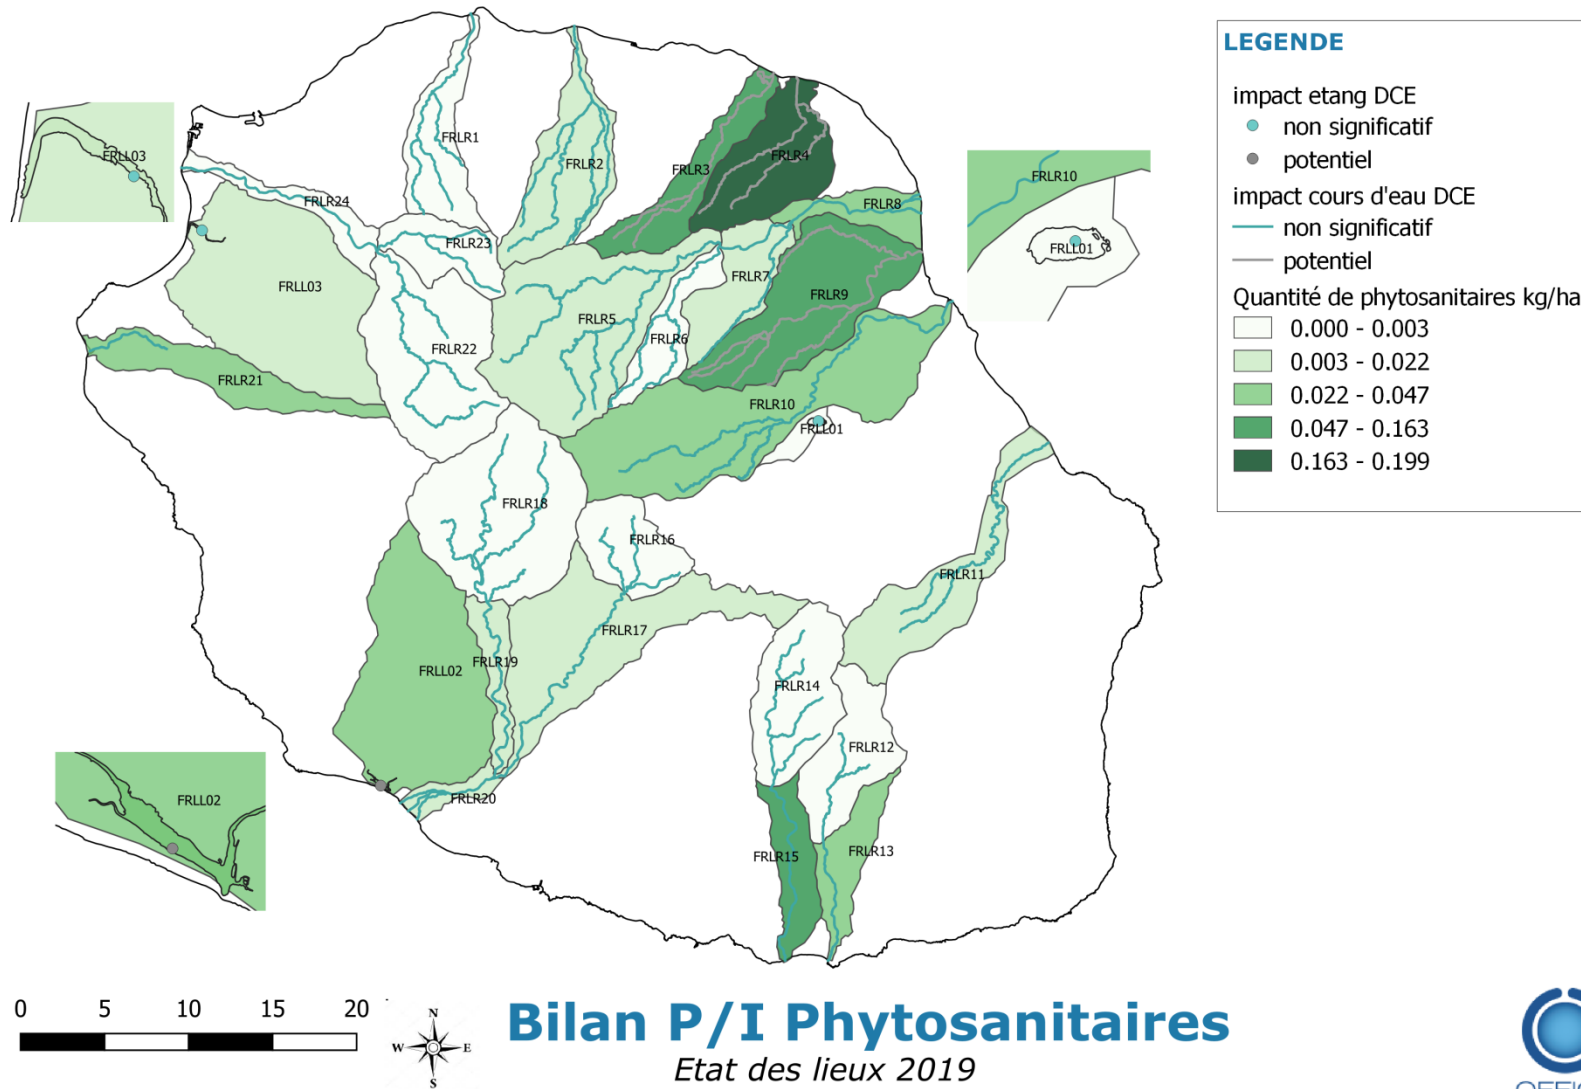 LEGENDE
impact etang DCE
non significatif
potentiel
impact cours d'eau DCE
non significatif
potentiel
Quantité de phytosanitaires kg/ha
0.000 - 0.003
0.003 - 0.022
0.022 - 0.047
0.047 - 0.163
0.163 - 0.199
FRLR1
FRLR2
FRLR3
FRLR4
FRLL03
FRLR24
FRLR23
FRLR8
FRLR10
FRLL01
FRLL03
FRLR7
FRLR9
FRLR5
FRLR6
FRLR22
FRLR21
FRLR10
FRLL01
FRLR18
FRLR16
FRLR11
FRLR17
FRLL02
FRLR19
FRLR14
FRLR12
FRLL02
FRLR20
FRLR15
FRLR13
0 5 10 15 20
N
W E
S
Bilan P/I Phytosanitaires
Etat des lieux 2019